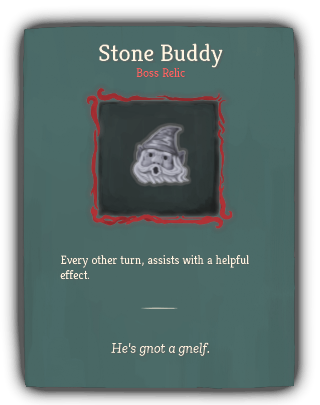 Stone Buddy
Boss Relic
Every other turn, assists with a helpful
effect.
He's gnot a gnelf.